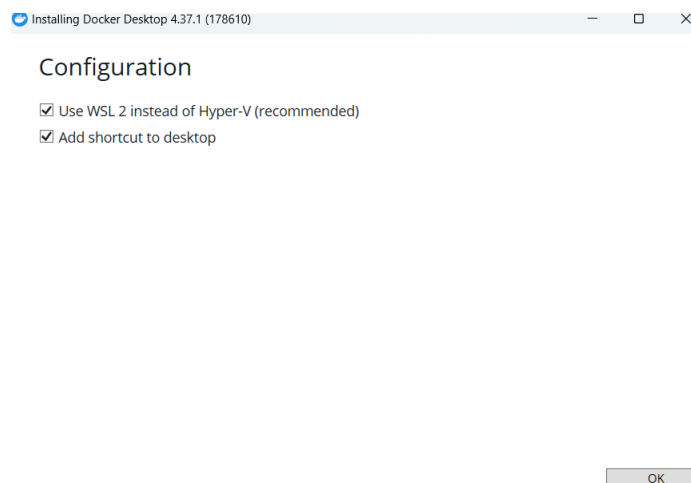 Installing Docker Desktop 4.37.1 (178610)
Configuration
Use WSL 2 instead of Hyper-V (recommended)
Add shortcut to desktop
OK